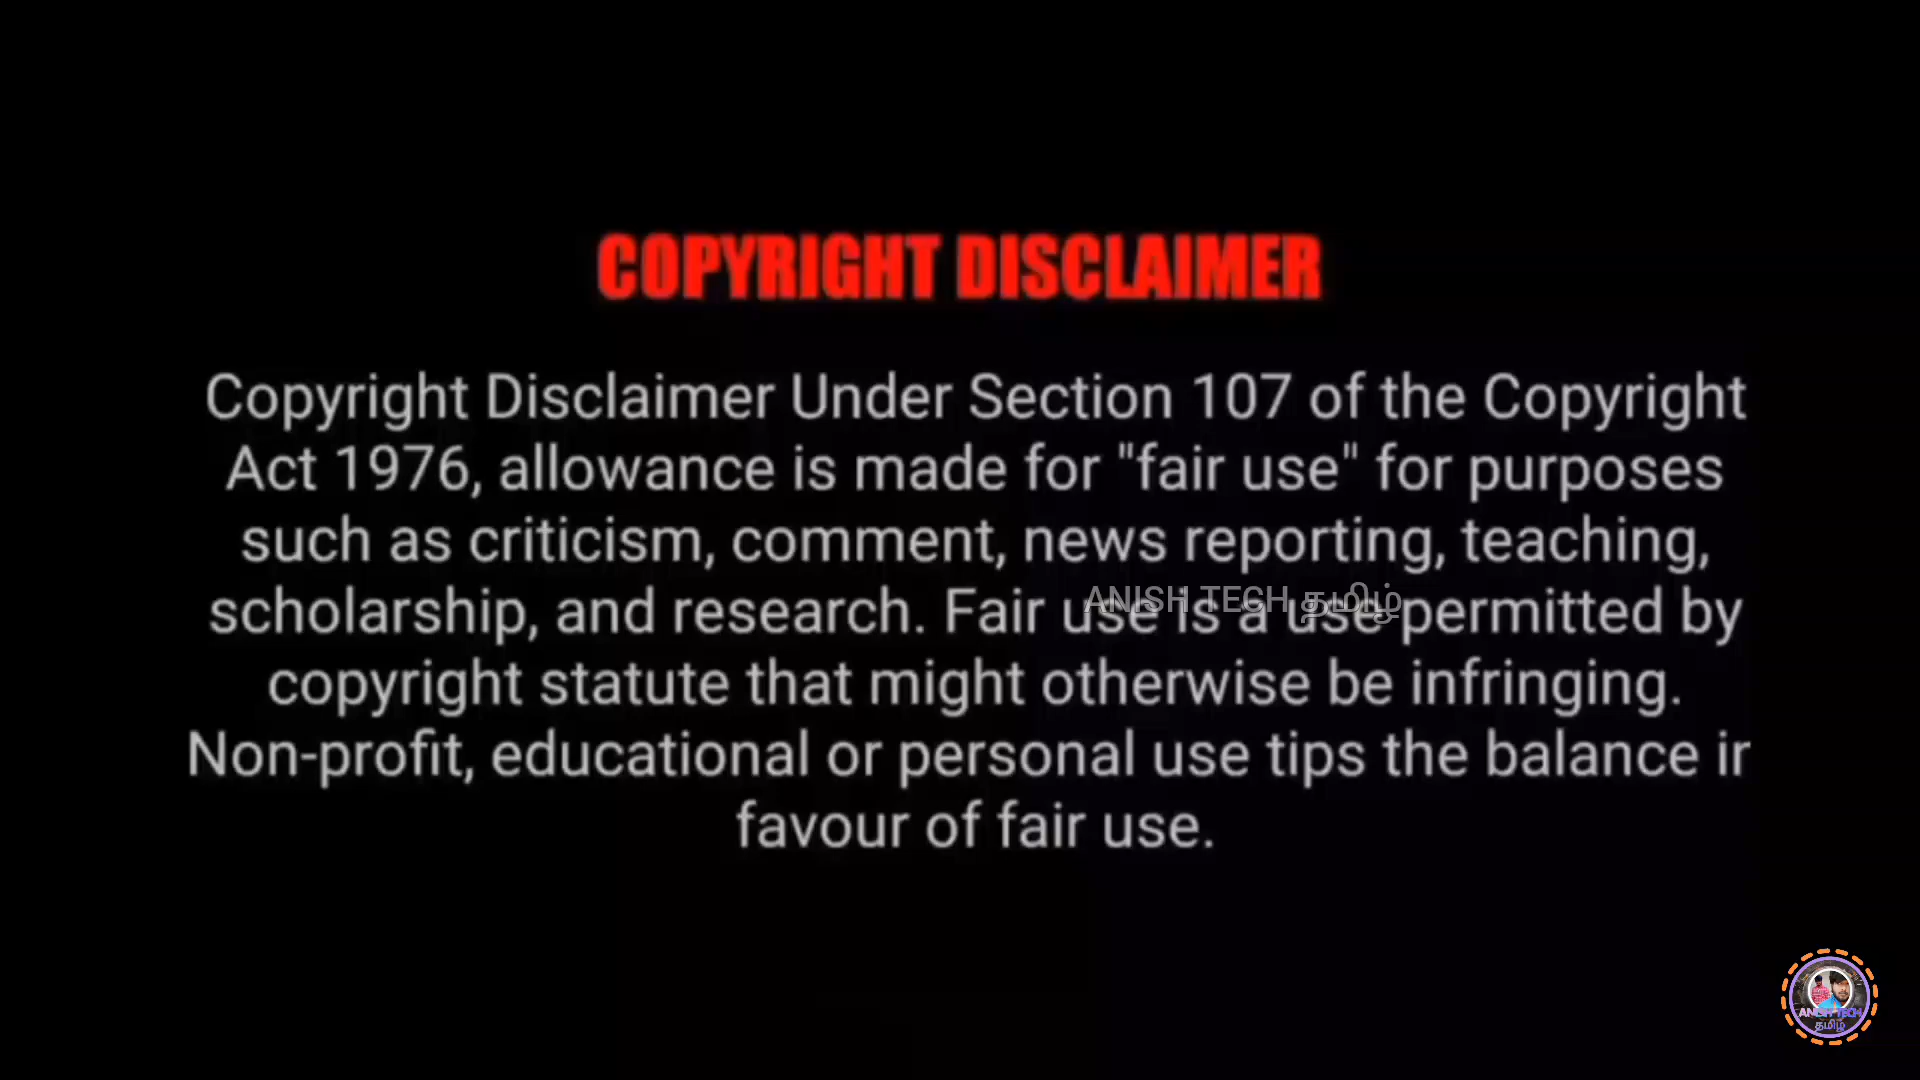 COPYRIGHT DISCLAIMER
Copyright Disclaimer Under Section 107 of the Copyright
Act 1976, allowance is made for "fair use" for purposes
such as criticism, comment, news reporting, teaching,
scholarship, and research. Fair use is a use permitted by
ANISH TECH தமிழ்
copyright statute that might otherwise be infringing.
Non-profit, educational or personal use tips the balance ir
favour of fair use.
ANISH TECH
தமிழ்